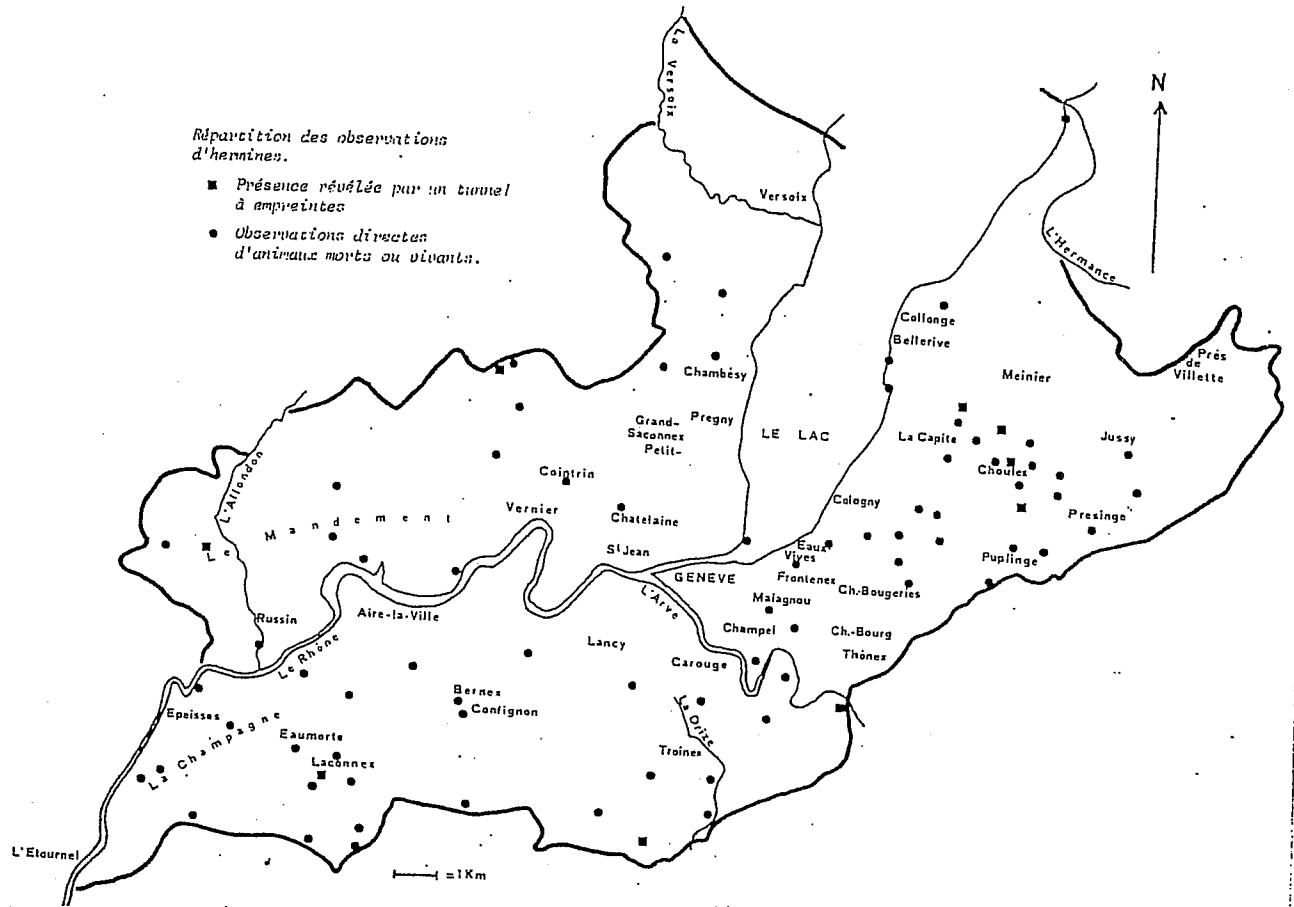 Répartition des observations
d'hermines.
Présence révélée par un tunnel
à empreintes
Observations directes
d'animaux morts ou vivants.
N
La Versoix
Versoix
L'Hermance
Collonge
Bellerive
Prés
de
Villette
Meinier
Chambésy
Pregny
Grand-
Saconnex
Petit-
LE LAC
La Capite
Jussy
Choulex
Cointrin
L'Allondon
Cologny
Vernier
Chatelaine
Presinge
Le Mandement
St Jean
Eaux-
Vives
Puplinge
GENEVE
Frontenex
Ch.-Bougeries
L'Arve
Malagnou
Russin
Aire-la-Ville
Champel
Ch.-Bourg
Lancy
Thônex
Carouge
Le Rhône
Bernex
Confignon
Epeisses
La Drize
La Champagne
Eaumorte
Troinex
Laconnex
L'Etournel
=1Km